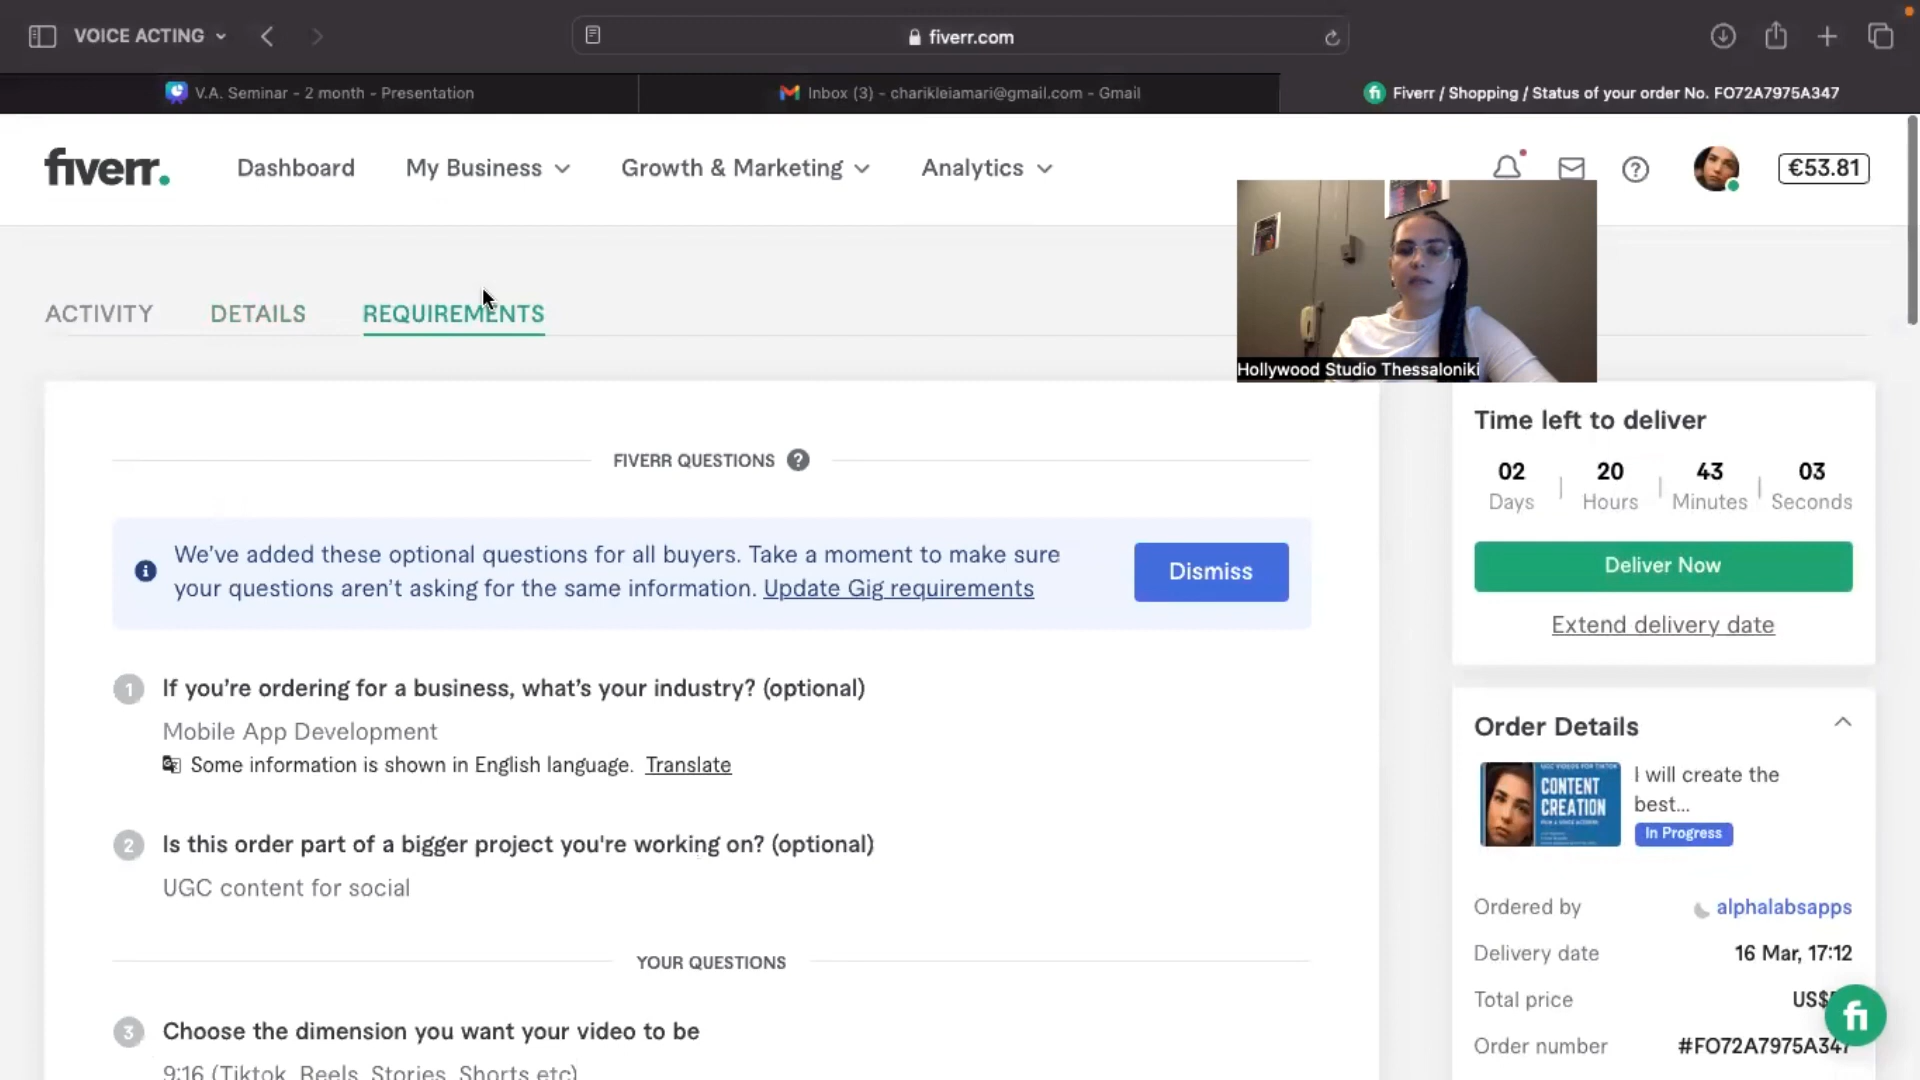 VOICE ACTING
fiverr.com
V.A. Seminar - 2 month - Presentation
Inbox (3) - charikleiamari@gmail.com - Gmail
fi Fiverr / Shopping / Status of your order No. FO72A7975A347
fiverr.
Dashboard
My Business
Growth & Marketing
Analytics
€53.81
Hollywood Studio Thessaloniki
ACTIVITY
DETAILS
REQUIREMENTS
FIVERR QUESTIONS ?
We've added these optional questions for all buyers. Take a moment to make sure
your questions aren't asking for the same information. Update Gig requirements
Dismiss
1 If you're ordering for a business, what's your industry? (optional)
Mobile App Development
Some information is shown in English language. Translate
2 Is this order part of a bigger project you're working on? (optional)
UGC content for social
YOUR QUESTIONS
3 Choose the dimension you want your video to be
9:16 (Tiktok, Reels, Stories, Shorts etc)
Time left to deliver
02 20 43 03
Days Hours Minutes Seconds
Deliver Now
Extend delivery date
Order Details
UGC VIDEOS FOR TIKTOK
CONTENT
CREATION
I will create the
best...
In Progress
Ordered by alphalabsapps
Delivery date 16 Mar, 17:12
Total price US$
Order number #FO72A7975A347
fi